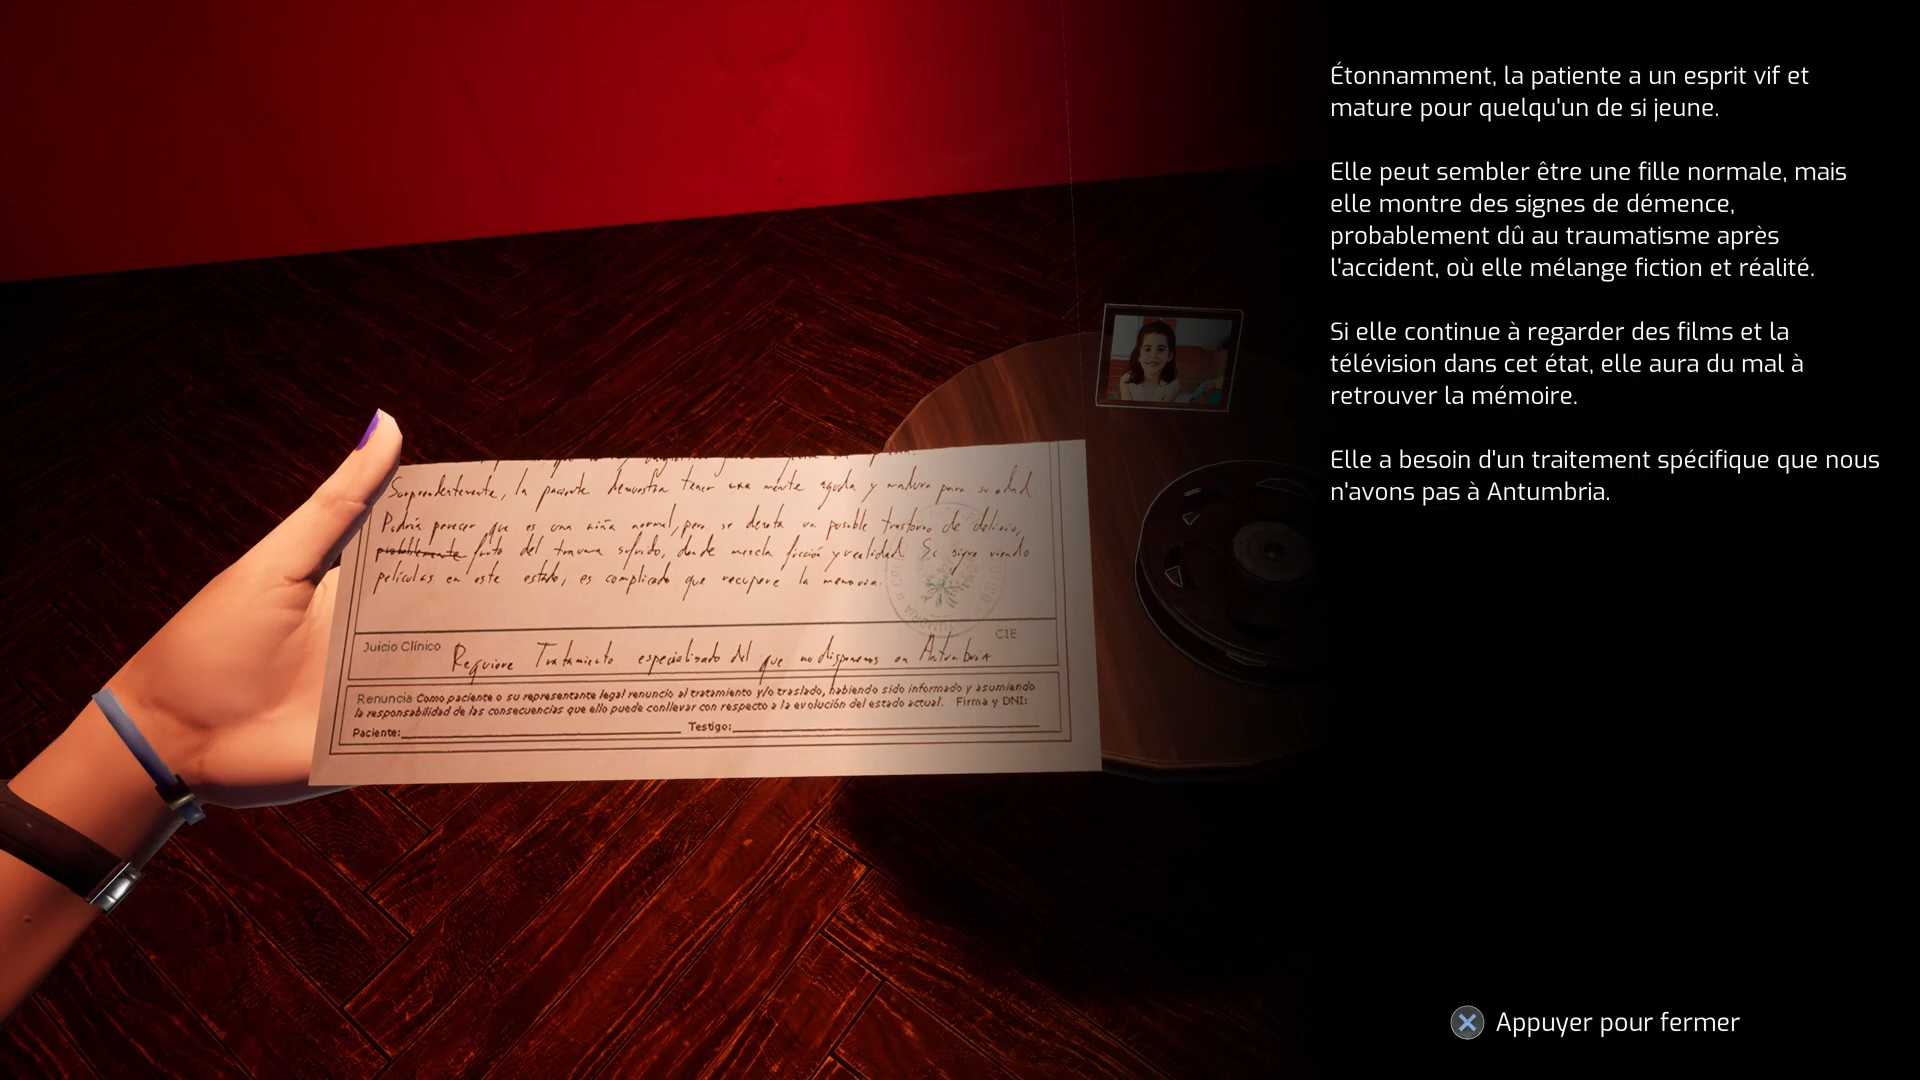 Sorprendentemente, la paciente demuestra tener una mente aguda y madura para su edad.
Podría parecer que es una niña normal, pero se denota un posible trastorno de delirio,
probablemente fruto del trauma sufrido, donde mezcla ficción y realidad. Si sigue viendo
películas en este estado, es complicado que recupere la memoria.
Juicio Clínico
CIE
Requiere Tratamiento especializado del que no disponemos en Antumbria
Renuncia Como paciente o su representante legal renuncio al tratamiento y/o traslado, habiendo sido informado y asumiendo
la responsabilidad de las consecuencias que ello puede conllevar con respecto a la evolución del estado actual. Firma y DNI:
Paciente: Testigo:
Étonnamment, la patiente a un esprit vif et
mature pour quelqu'un de si jeune.
Elle peut sembler être une fille normale, mais
elle montre des signes de démence,
probablement dû au traumatisme après
l'accident, où elle mélange fiction et réalité.
Si elle continue à regarder des films et la
télévision dans cet état, elle aura du mal à
retrouver la mémoire.
Elle a besoin d'un traitement spécifique que nous
n'avons pas à Antumbria.
Appuyer pour fermer